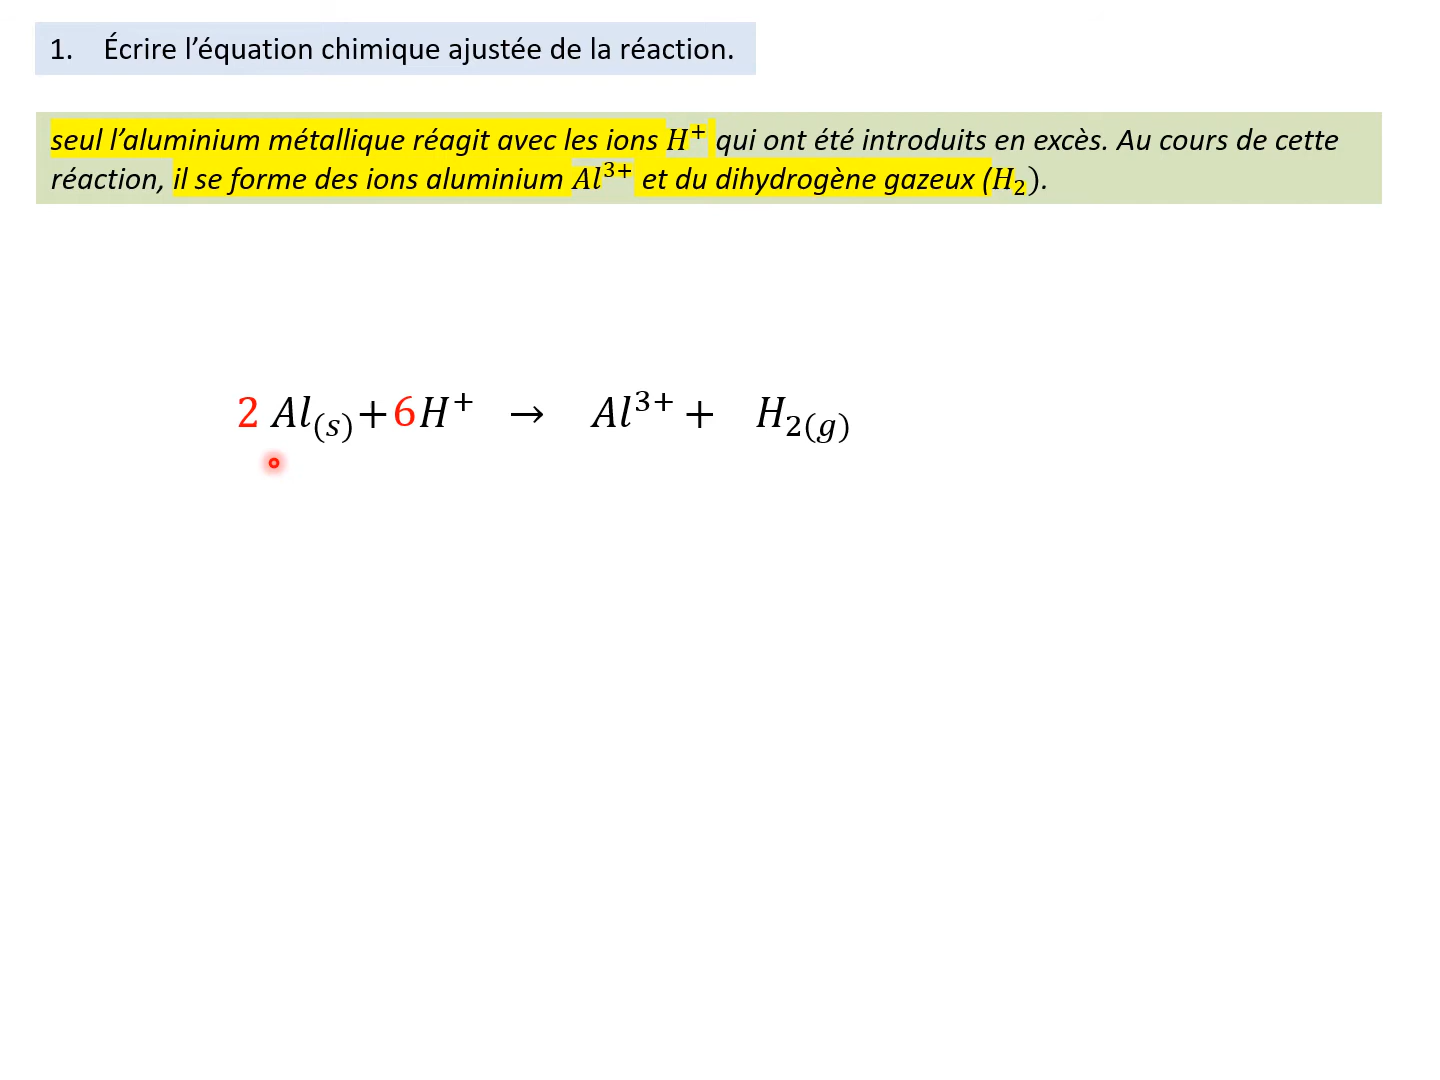 1. Écrire l’équation chimique ajustée de la réaction.
seul l’aluminium métallique réagit avec les ions H⁺ qui ont été introduits en excès. Au cours de cette
réaction, il se forme des ions aluminium Al³⁺ et du dihydrogène gazeux (H₂).
2 Al₍ₛ₎ + 6H⁺ → Al³⁺ + H₂(g)